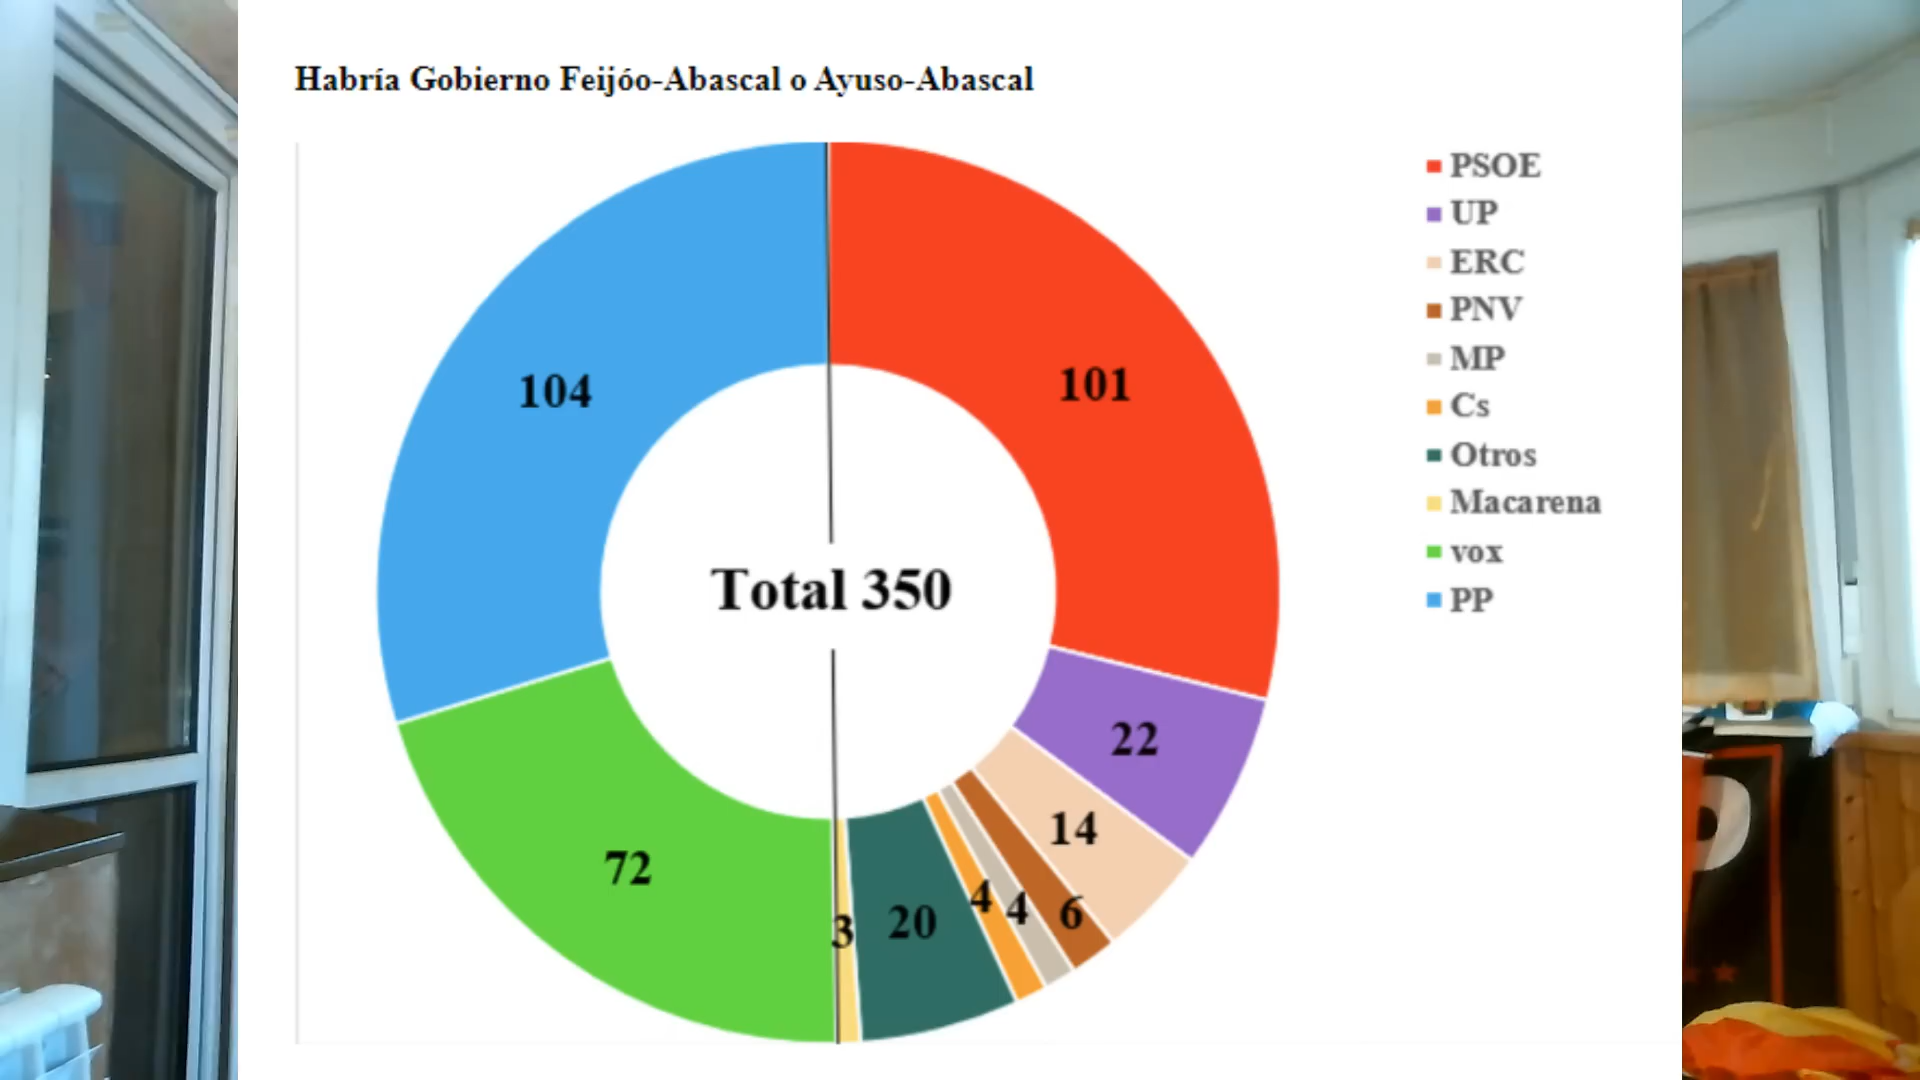 Habría Gobierno Feijóo-Abascal o Ayuso-Abascal
104
101
Total 350
22
14
6
4
4
20
3
72
PSOE
UP
ERC
PNV
MP
Cs
Otros
Macarena
vox
PP